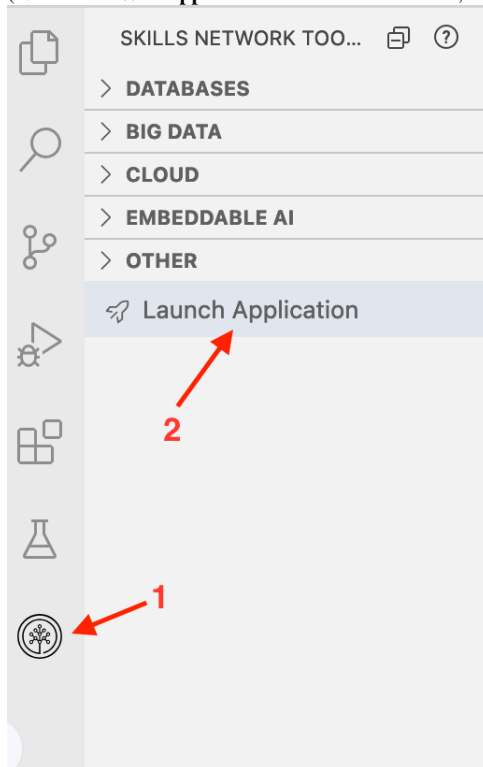 SKILLS NETWORK TOO...
DATABASES
BIG DATA
CLOUD
EMBEDDABLE AI
OTHER
Launch Application
2
1